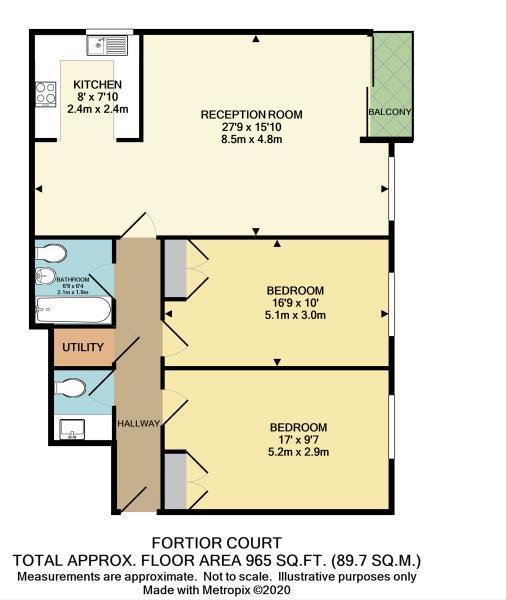 KITCHEN
8' x 7'10
2.4m x 2.4m
RECEPTION ROOM
27'9 x 15'10
8.5m x 4.8m
BALCONY
BATHROOM
6'9 x 6'4
2.1m x 1.9m
BEDROOM
16'9 x 10'
5.1m x 3.0m
UTILITY
HALLWAY
BEDROOM
17' x 9'7
5.2m x 2.9m
FORTIOR COURT
TOTAL APPROX. FLOOR AREA 965 SQ.FT. (89.7 SQ.M.)
Measurements are approximate. Not to scale. Illustrative purposes only
Made with Metropix ©2020